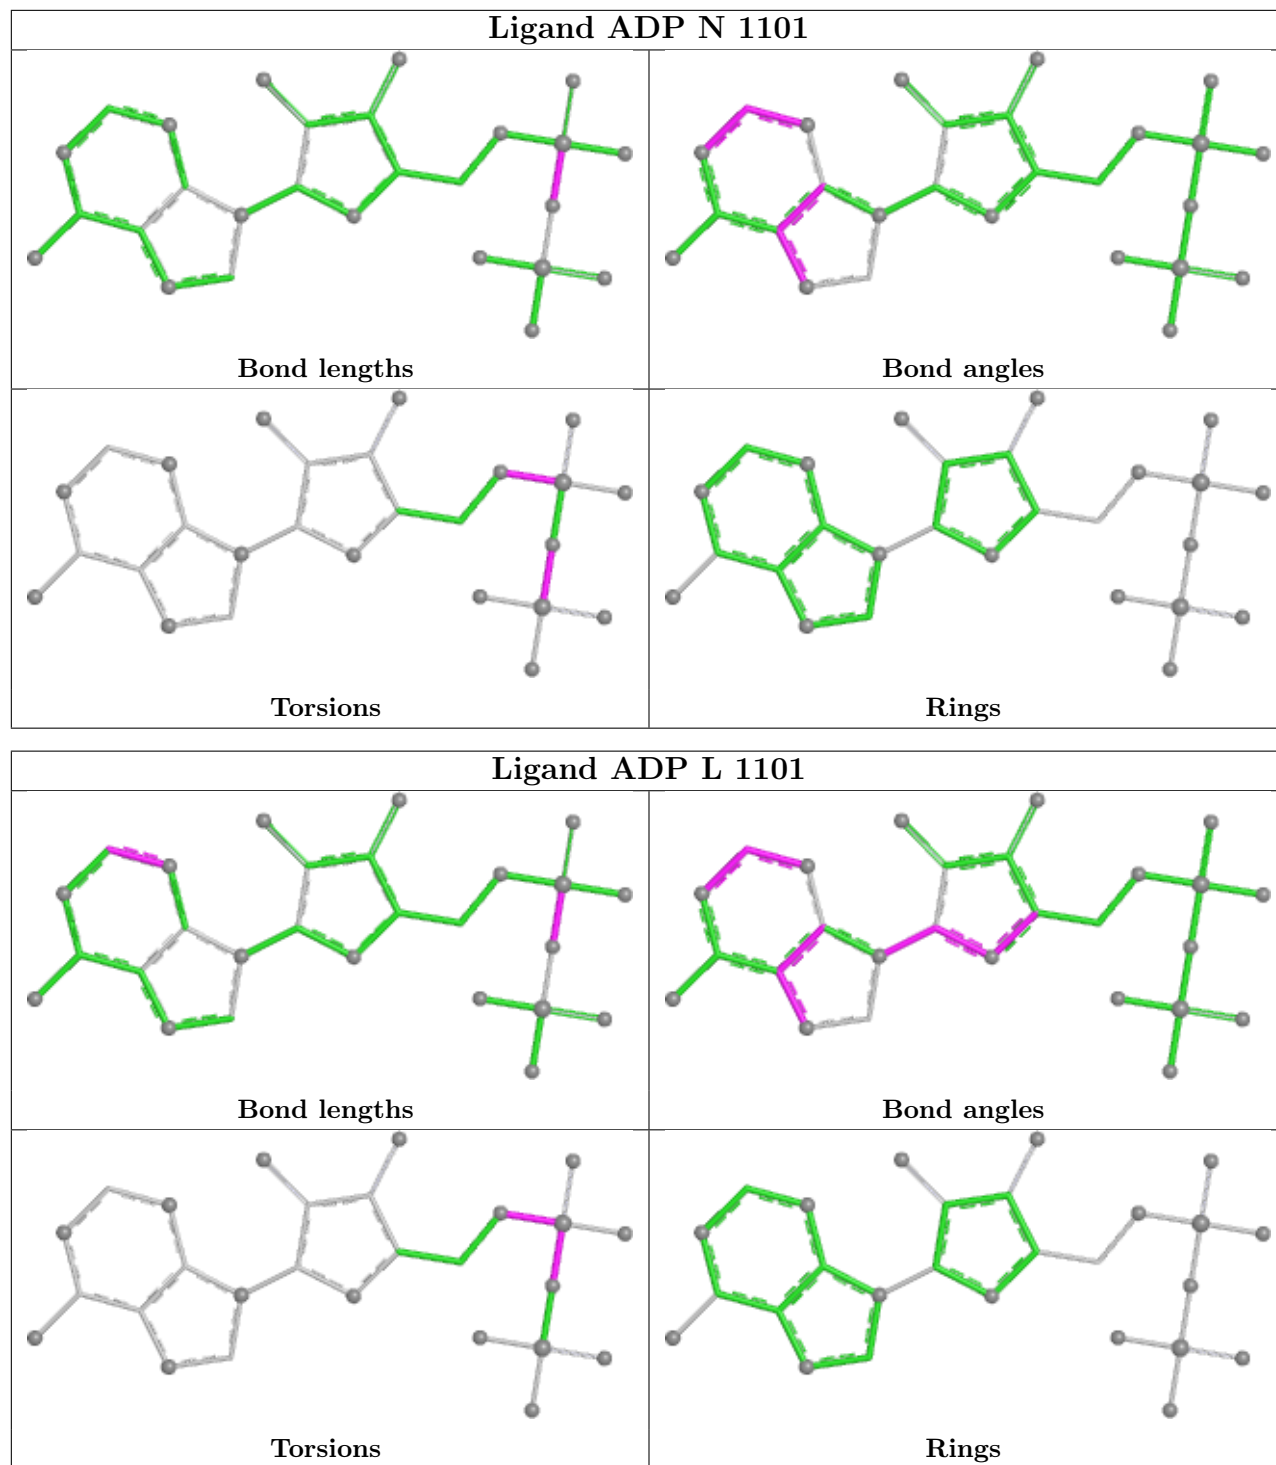 Ligand ADP N 1101
Bond lengths
Bond angles
Torsions
Rings
Ligand ADP L 1101
Bond lengths
Bond angles
Torsions
Rings